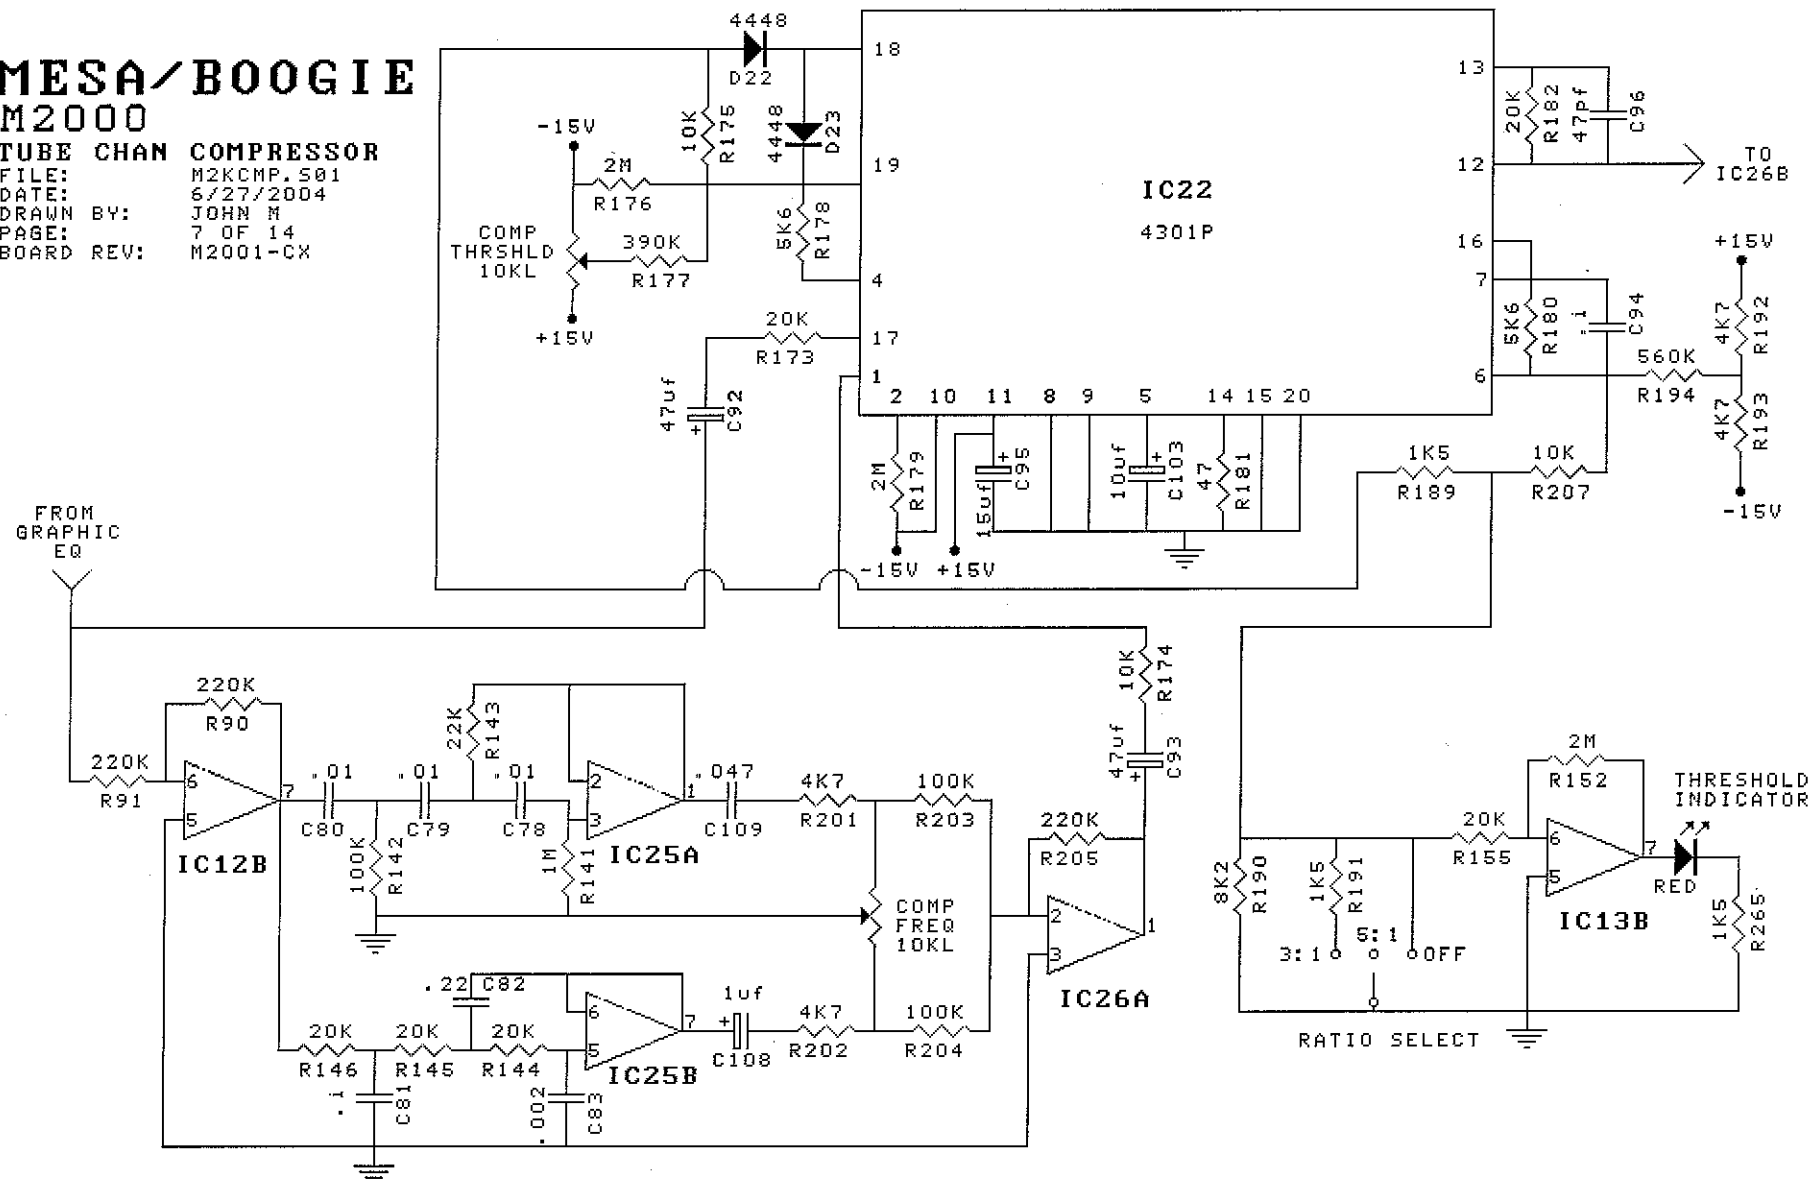 MESA/BOOGIE
M2000
TUBE CHAN COMPRESSOR
FILE: M2KCMP.S01
DATE: 6/27/2004
DRAWN BY: JOHN M
PAGE: 7 OF 14
BOARD REV: M2001-CX
4448
D22
10K
R175
4448
D23
-15V
2M
R176
COMP
THRSHLD
10KL
390K
R177
+15V
5K6
R178
20K
R173
47uf
+
C92
18
19
4
17
1
IC22
4301P
13
12
16
7
6
2 10 11 8 9 5 14 15 20
20K
R182
47pf
C96
TO
IC26B
5K6
R180
.1
C94
560K
R194
+15V
4K7
R192
4K7
R193
-15V
2M
R179
-15V
+15V
15uf
+
C95
10uf
+
C103
47
R181
1K5
R189
10K
R207
FROM
GRAPHIC
EQ
220K
R90
220K
R91
6
5
7
IC12B
.01
C80
.01
C79
.01
C78
100K
R142
22K
R143
1M
R141
2
3
1
IC25A
.047
C109
4K7
R201
100K
R203
COMP
FREQ
10KL
220K
R205
2
3
1
IC26A
10K
R174
47uf
+
C93
20K
R146
20K
R145
20K
R144
.1
C81
.22 C82
.002
C83
6
5
7
IC25B
1uf
+
C108
4K7
R202
100K
R204
8K2
R190
1K5
R191
3:1
5:1
OFF
RATIO SELECT
20K
R155
2M
R152
6
5
7
IC13B
THRESHOLD
INDICATOR
RED
1K5
R265